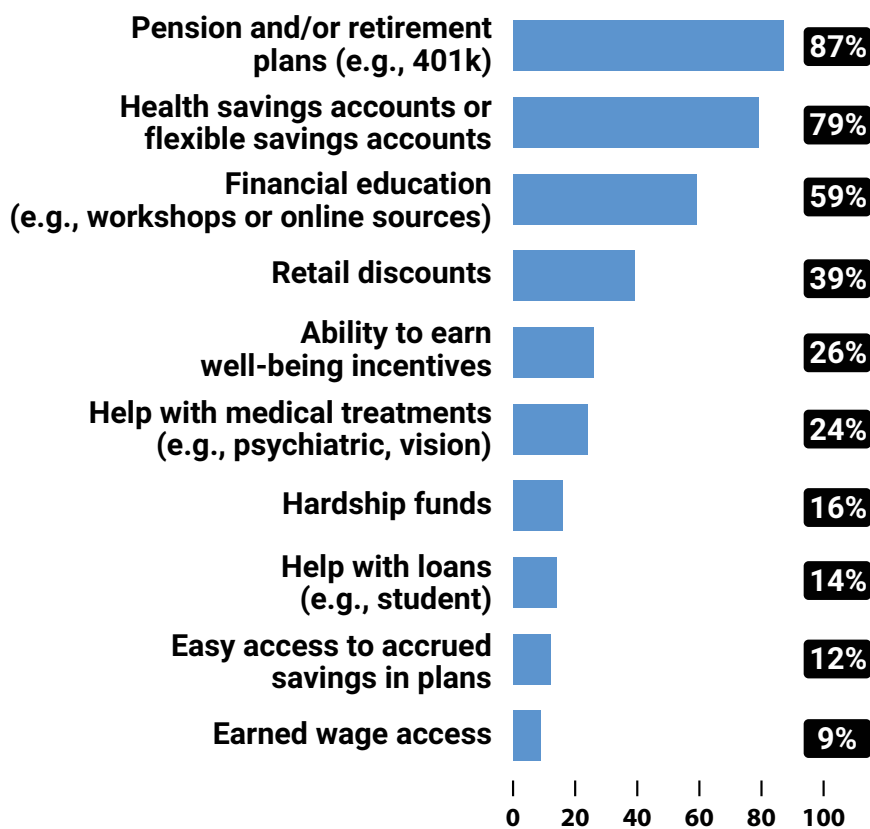 Pension and/or retirement
plans (e.g., 401k)
87%
Health savings accounts or
flexible savings accounts
79%
Financial education
(e.g., workshops or online sources)
59%
Retail discounts
39%
Ability to earn
well-being incentives
26%
Help with medical treatments
(e.g., psychiatric, vision)
24%
Hardship funds
16%
Help with loans
(e.g., student)
14%
Easy access to accrued
savings in plans
12%
Earned wage access
9%
0 20 40 60 80 100